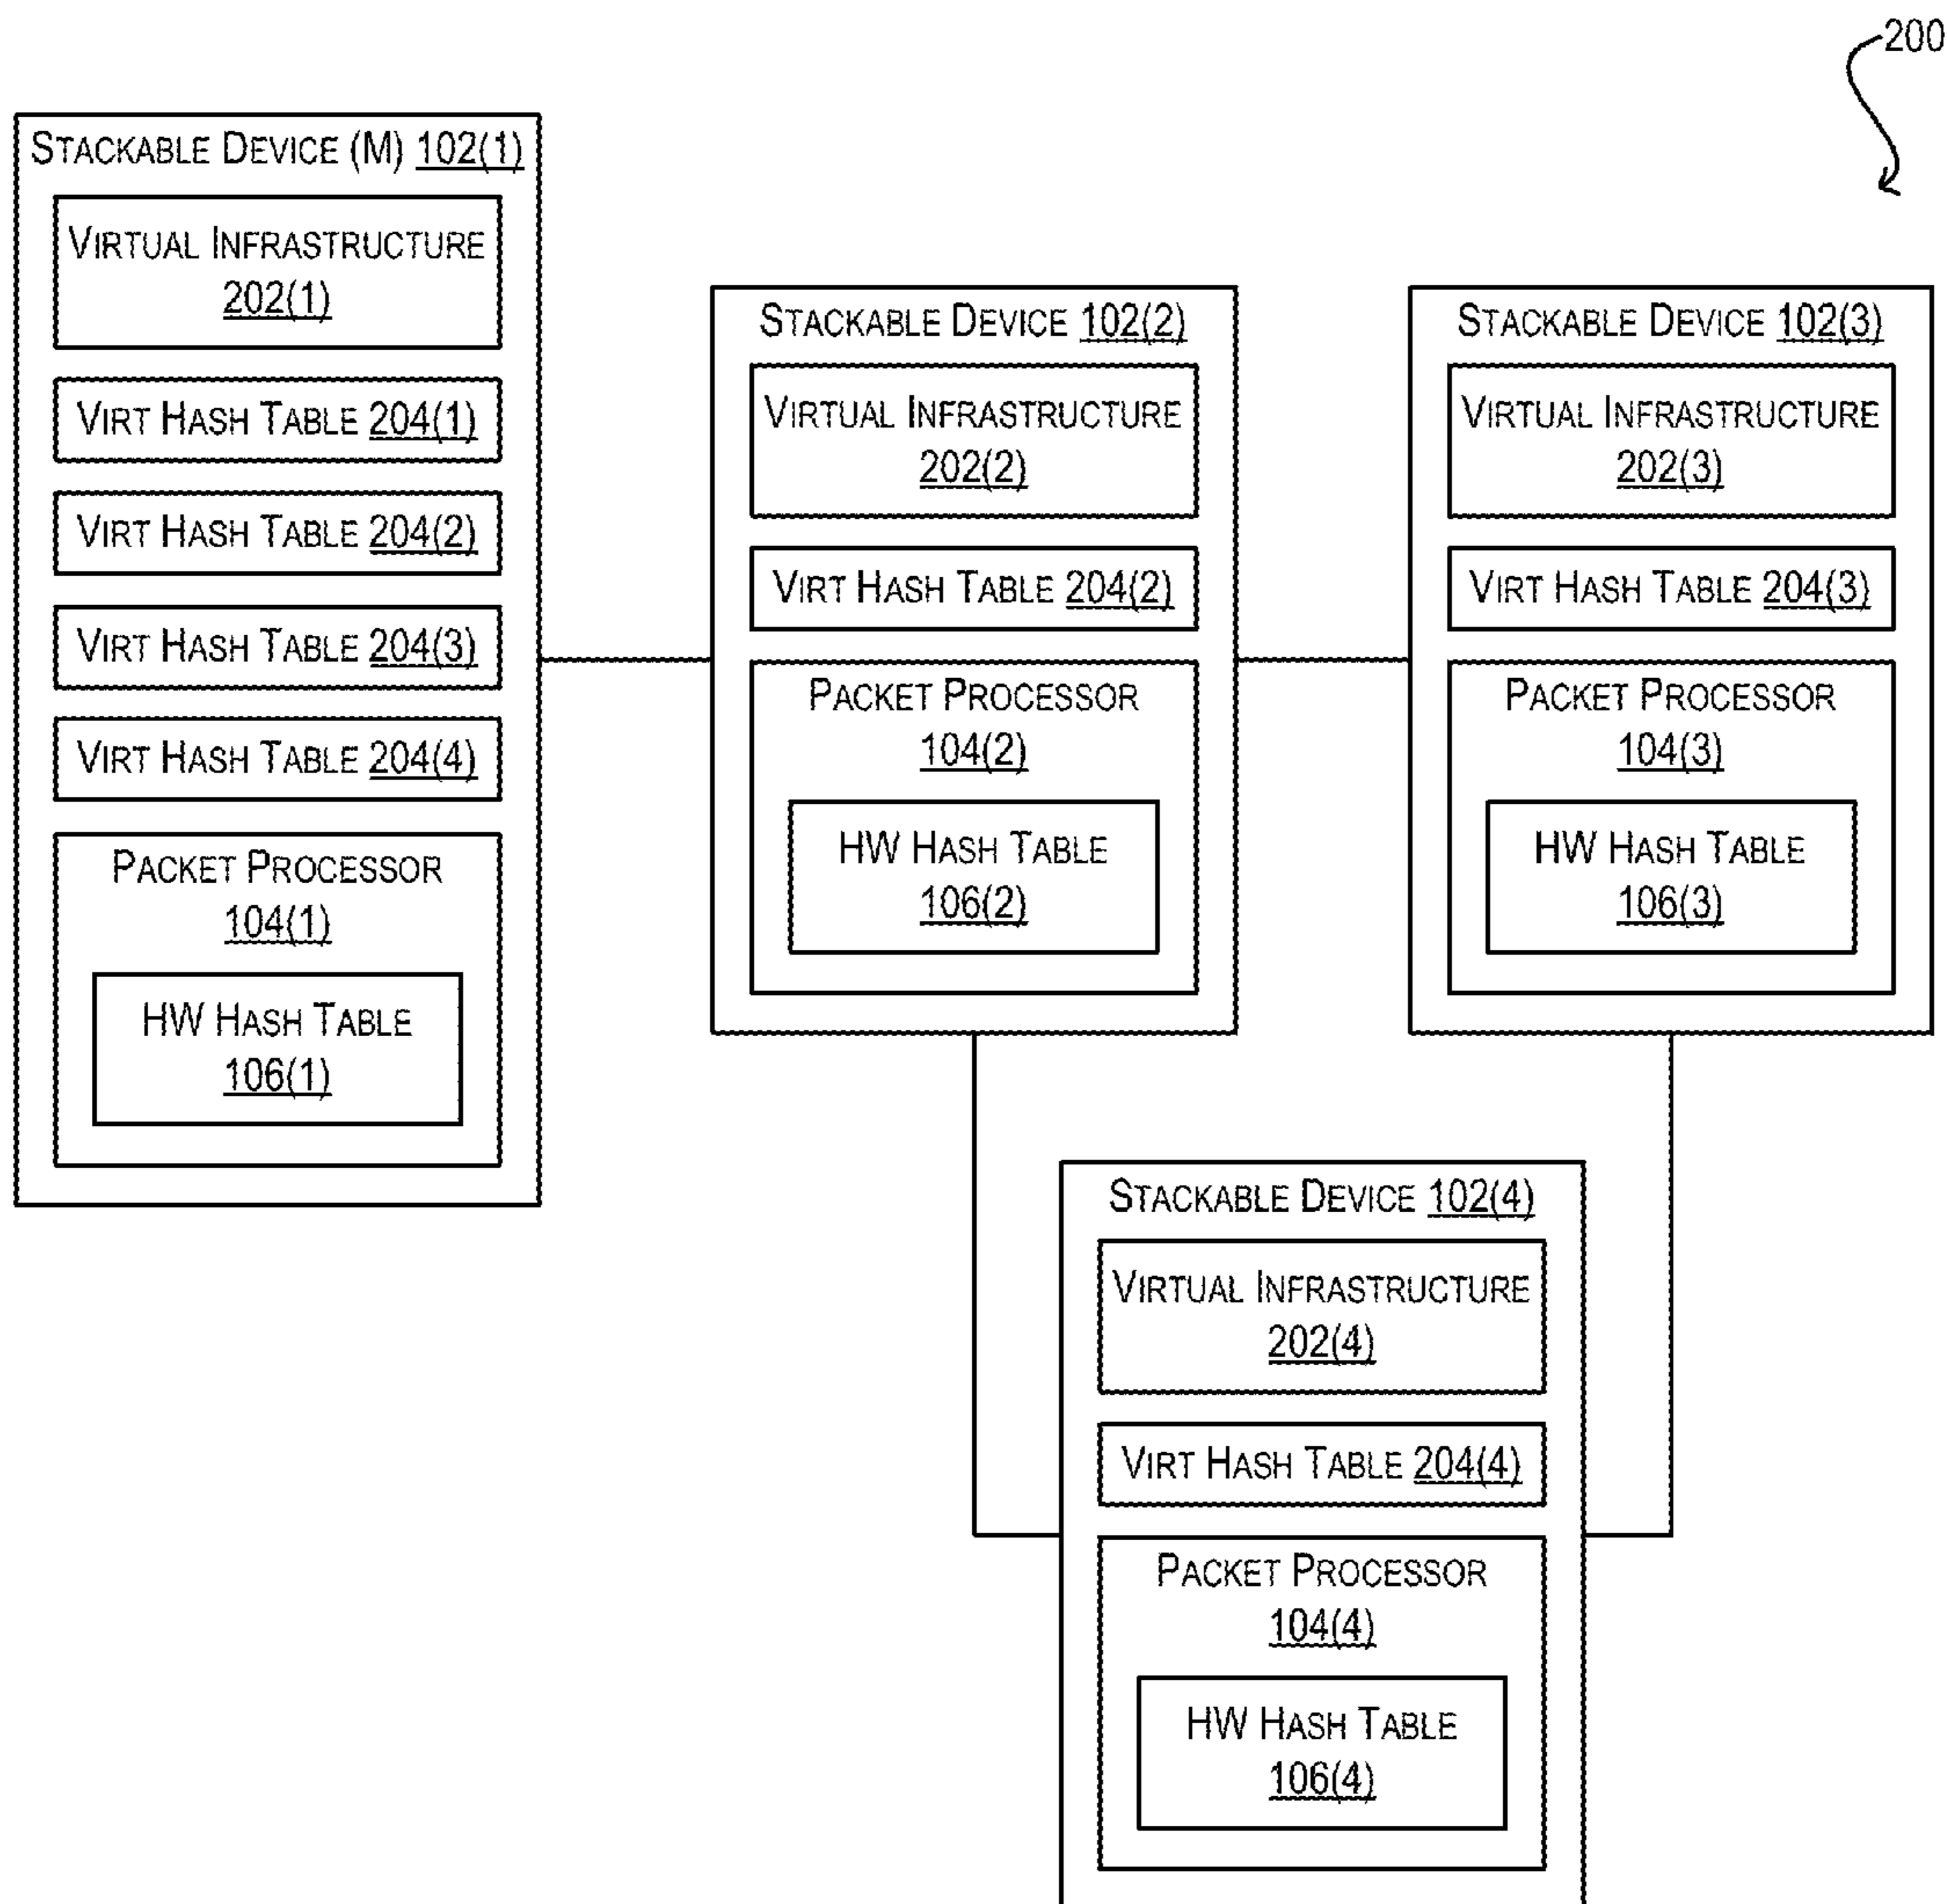 200
STACKABLE DEVICE (M) 102(1)
VIRTUAL INFRASTRUCTURE
202(1)
VIRT HASH TABLE 204(1)
VIRT HASH TABLE 204(2)
VIRT HASH TABLE 204(3)
VIRT HASH TABLE 204(4)
PACKET PROCESSOR
104(1)
HW HASH TABLE
106(1)
STACKABLE DEVICE 102(2)
VIRTUAL INFRASTRUCTURE
202(2)
VIRT HASH TABLE 204(2)
PACKET PROCESSOR
104(2)
HW HASH TABLE
106(2)
STACKABLE DEVICE 102(3)
VIRTUAL INFRASTRUCTURE
202(3)
VIRT HASH TABLE 204(3)
PACKET PROCESSOR
104(3)
HW HASH TABLE
106(3)
STACKABLE DEVICE 102(4)
VIRTUAL INFRASTRUCTURE
202(4)
VIRT HASH TABLE 204(4)
PACKET PROCESSOR
104(4)
HW HASH TABLE
106(4)